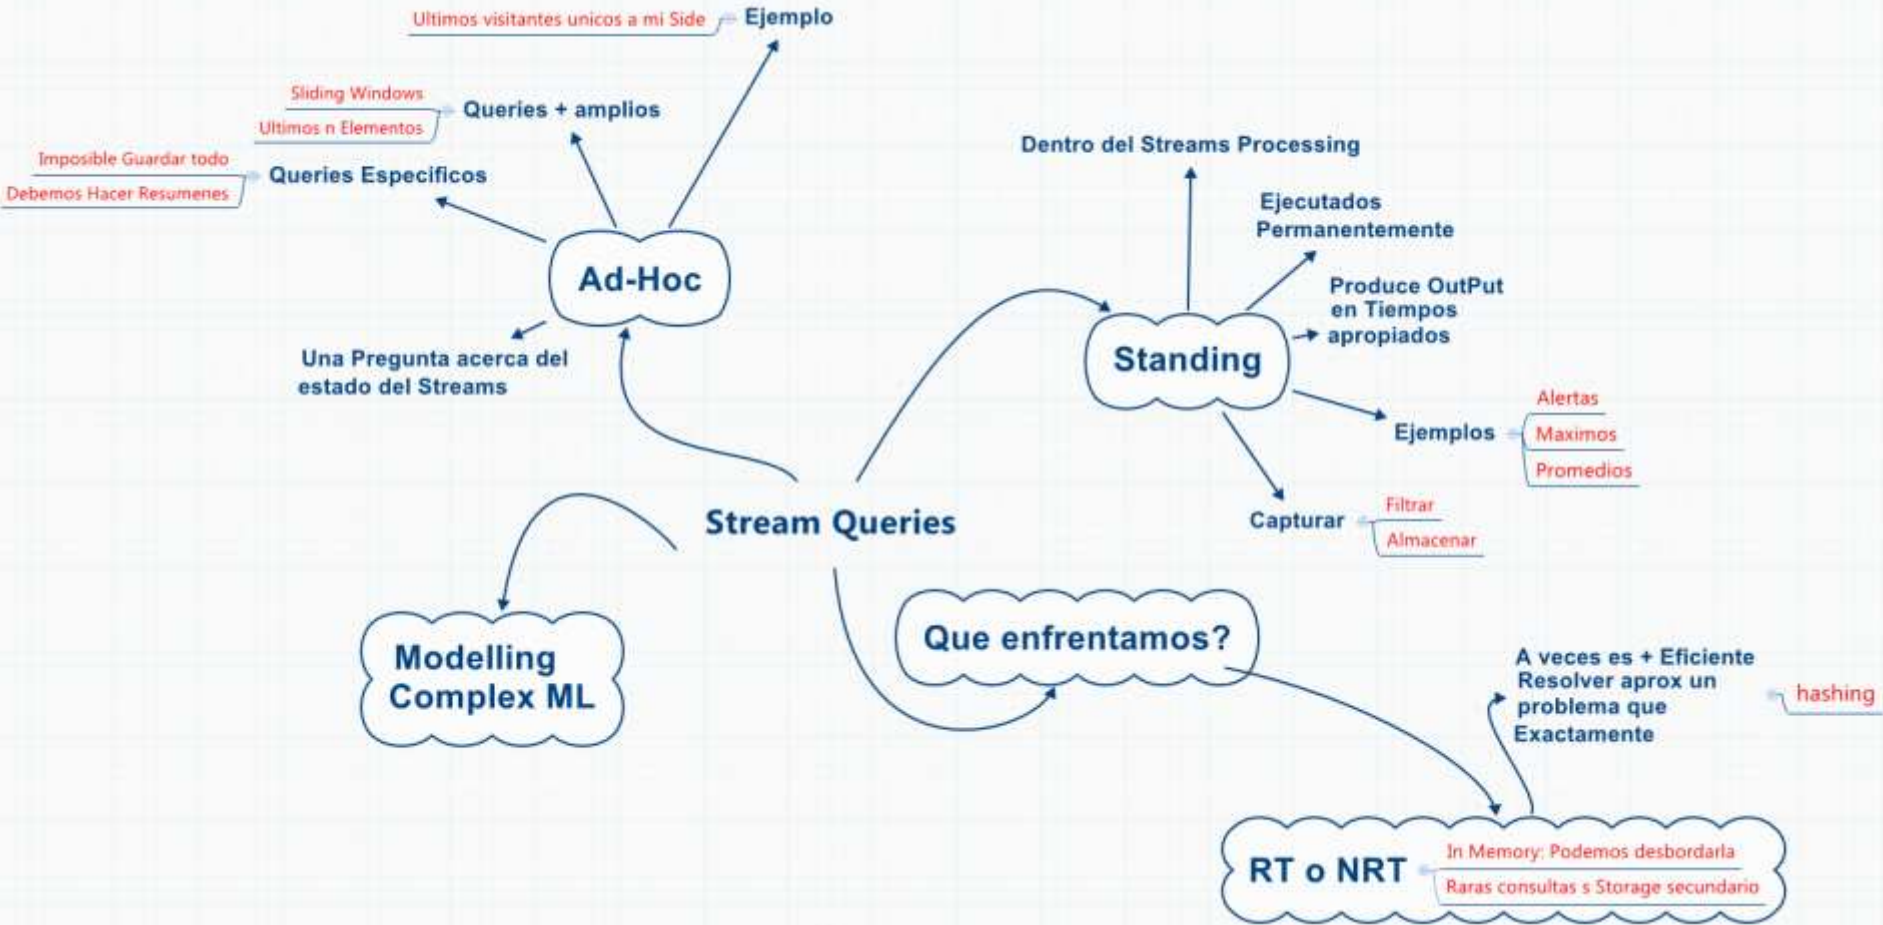 Ultimos visitantes unicos a mi Side
Ejemplo
Sliding Windows
Ultimos n Elementos
Queries + amplios
Imposible Guardar todo
Debemos Hacer Resumenes
Queries Especificos
Ad-Hoc
Una Pregunta acerca del
estado del Streams
Dentro del Streams Processing
Ejecutados
Permanentemente
Produce OutPut
en Tiempos
apropiados
Standing
Ejemplos
Alertas
Maximos
Promedios
Capturar
Filtrar
Almacenar
Stream Queries
Modelling
Complex ML
Que enfrentamos?
A veces es + Eficiente
Resolver aprox un
problema que
Exactamente
hashing
RT o NRT
In Memory: Podemos desbordarla
Raras consultas s Storage secundario